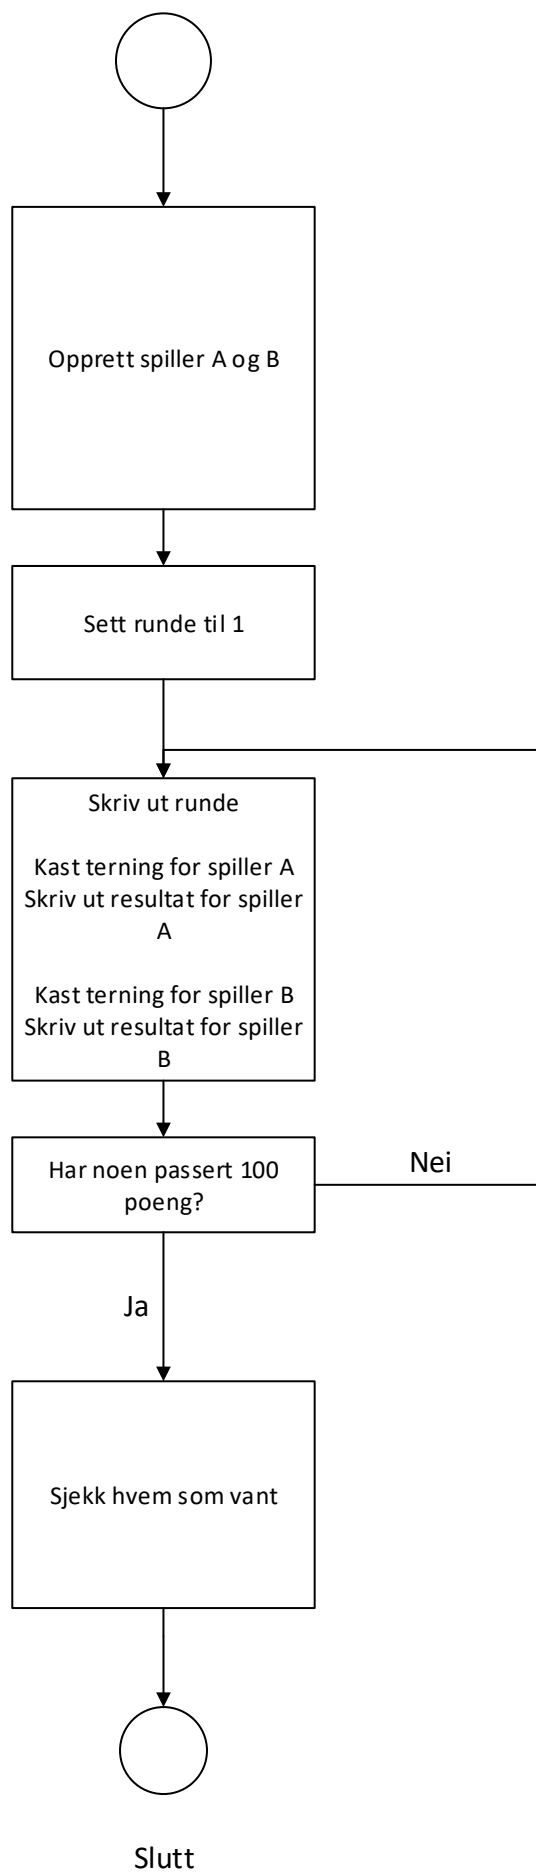 Opprett spiller A og B
Sett runde til 1
Skriv ut runde
Kast terning for spiller A
Skriv ut resultat for spiller
A
Kast terning for spiller B
Skriv ut resultat for spiller
B
Har noen passert 100
poeng?
Nei
Ja
Sjekk hvem som vant
Slutt